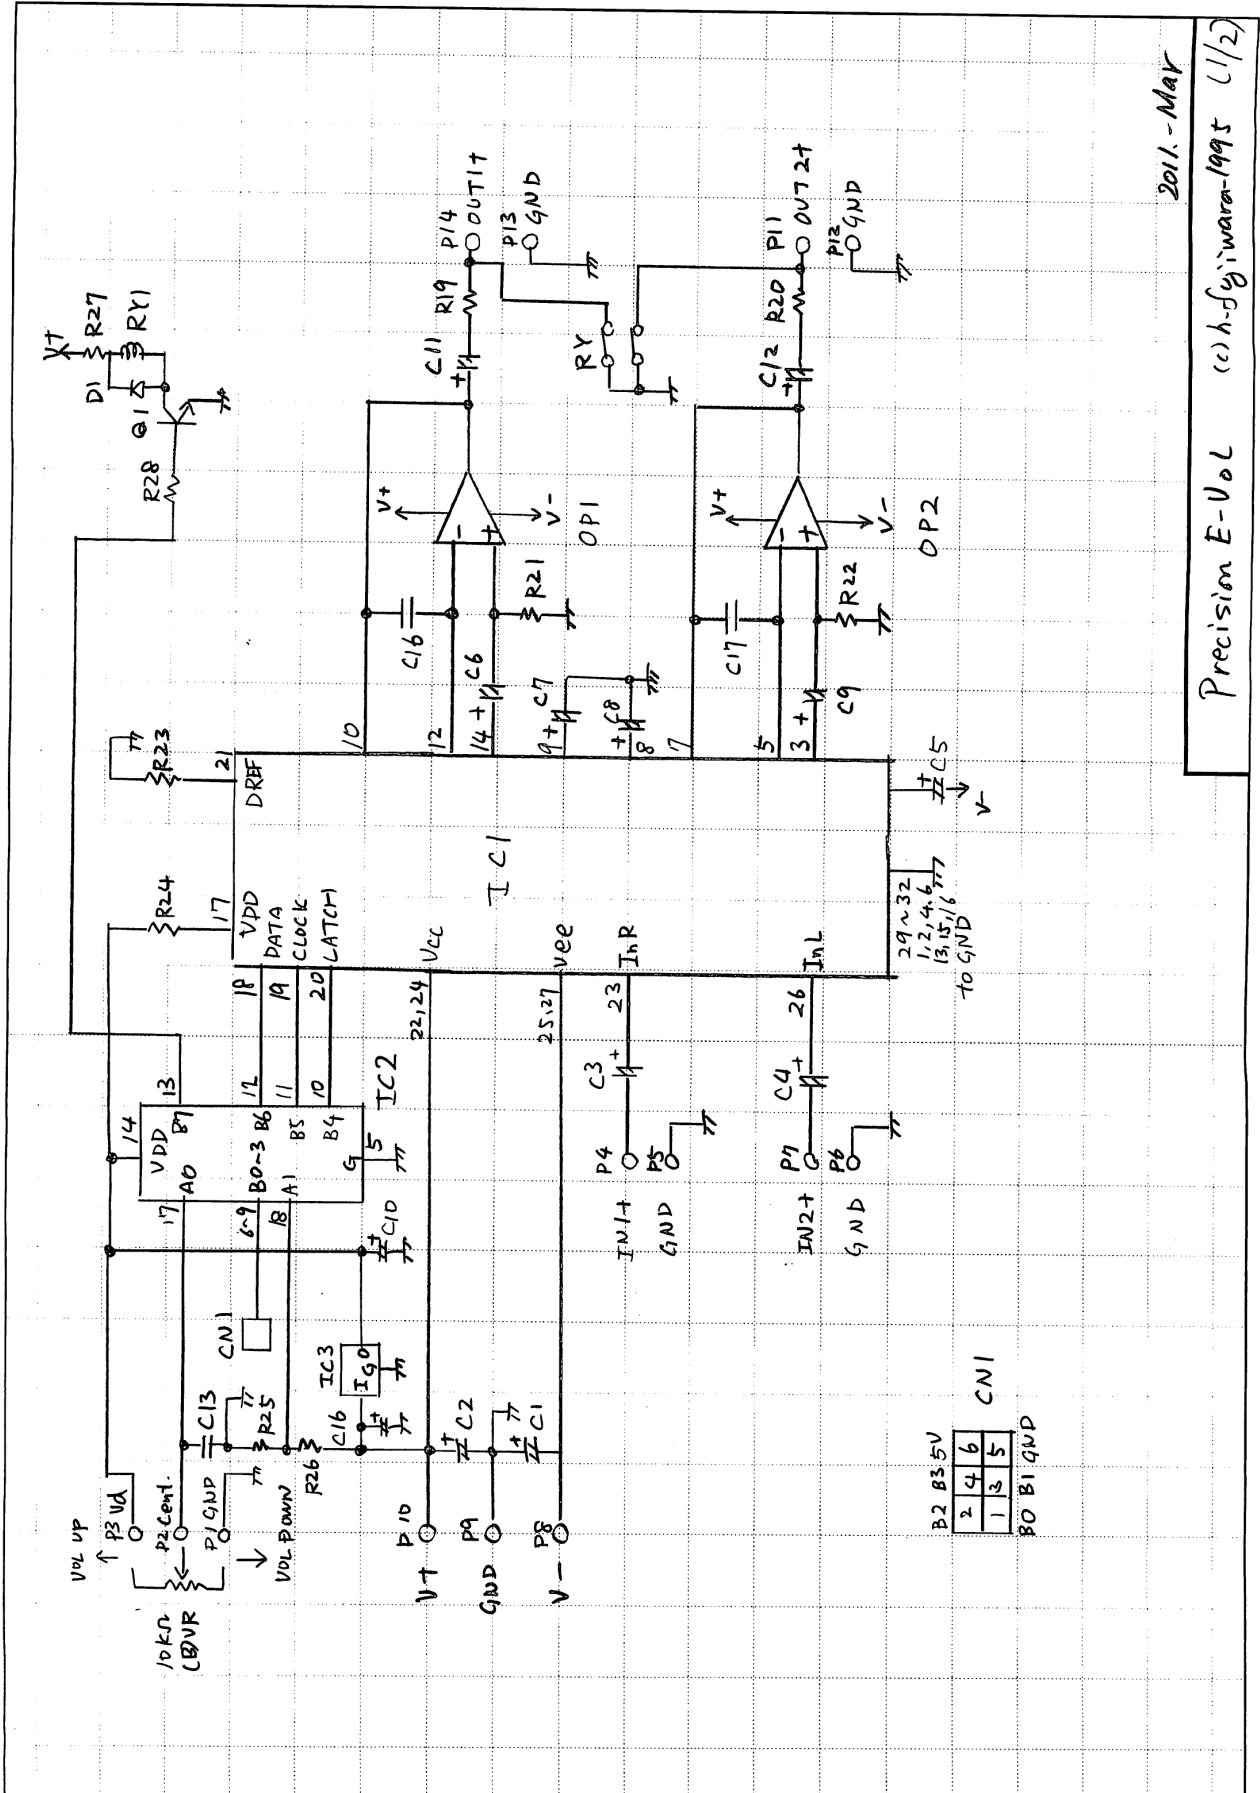 VOL UP
P3 Vd
P2 Cent.
P1 GND
VOL DOWN
10kΩ
(B)VR
C13
R25
R26
CN1
17
A0
6~9
B0~3
18
A1
14
VDD
B7
13
B6
12
B5
11
B4
10
G
5
IC2
IC3
I G O
C16
C10
V+
P10
GND
P9
V-
P8
C2
C1
R24
17
VDD
18
DATA
19
CLOCK
20
LATCH
22,24
Vcc
25,27
Vee
23
InR
26
InL
IC1
R23
21
DREF
IN1+
P4
C3
+
GND
P5
IN2+
P7
C4
+
GND
P6
29~32
1,2,4,6
13,15,16
to GND
C5
+
V-
R28
Q1
D1
R27
RY1
V+
10
12
14
9
8
7
5
3
C16
C6
+
R21
V+
V-
OP1
C11
+
R19
P14
OUT1+
P13
GND
C7
+
C8
+
RY
C17
C9
+
R22
V+
V-
OP2
C12
+
R20
P11
OUT2+
P12
GND
B2 B3 5V
2 4 6
1 3 5
B0 B1 GND
CN1
2011.-Mar
Precision E-Vol (c) h-fujiwara-1995 (1/2)